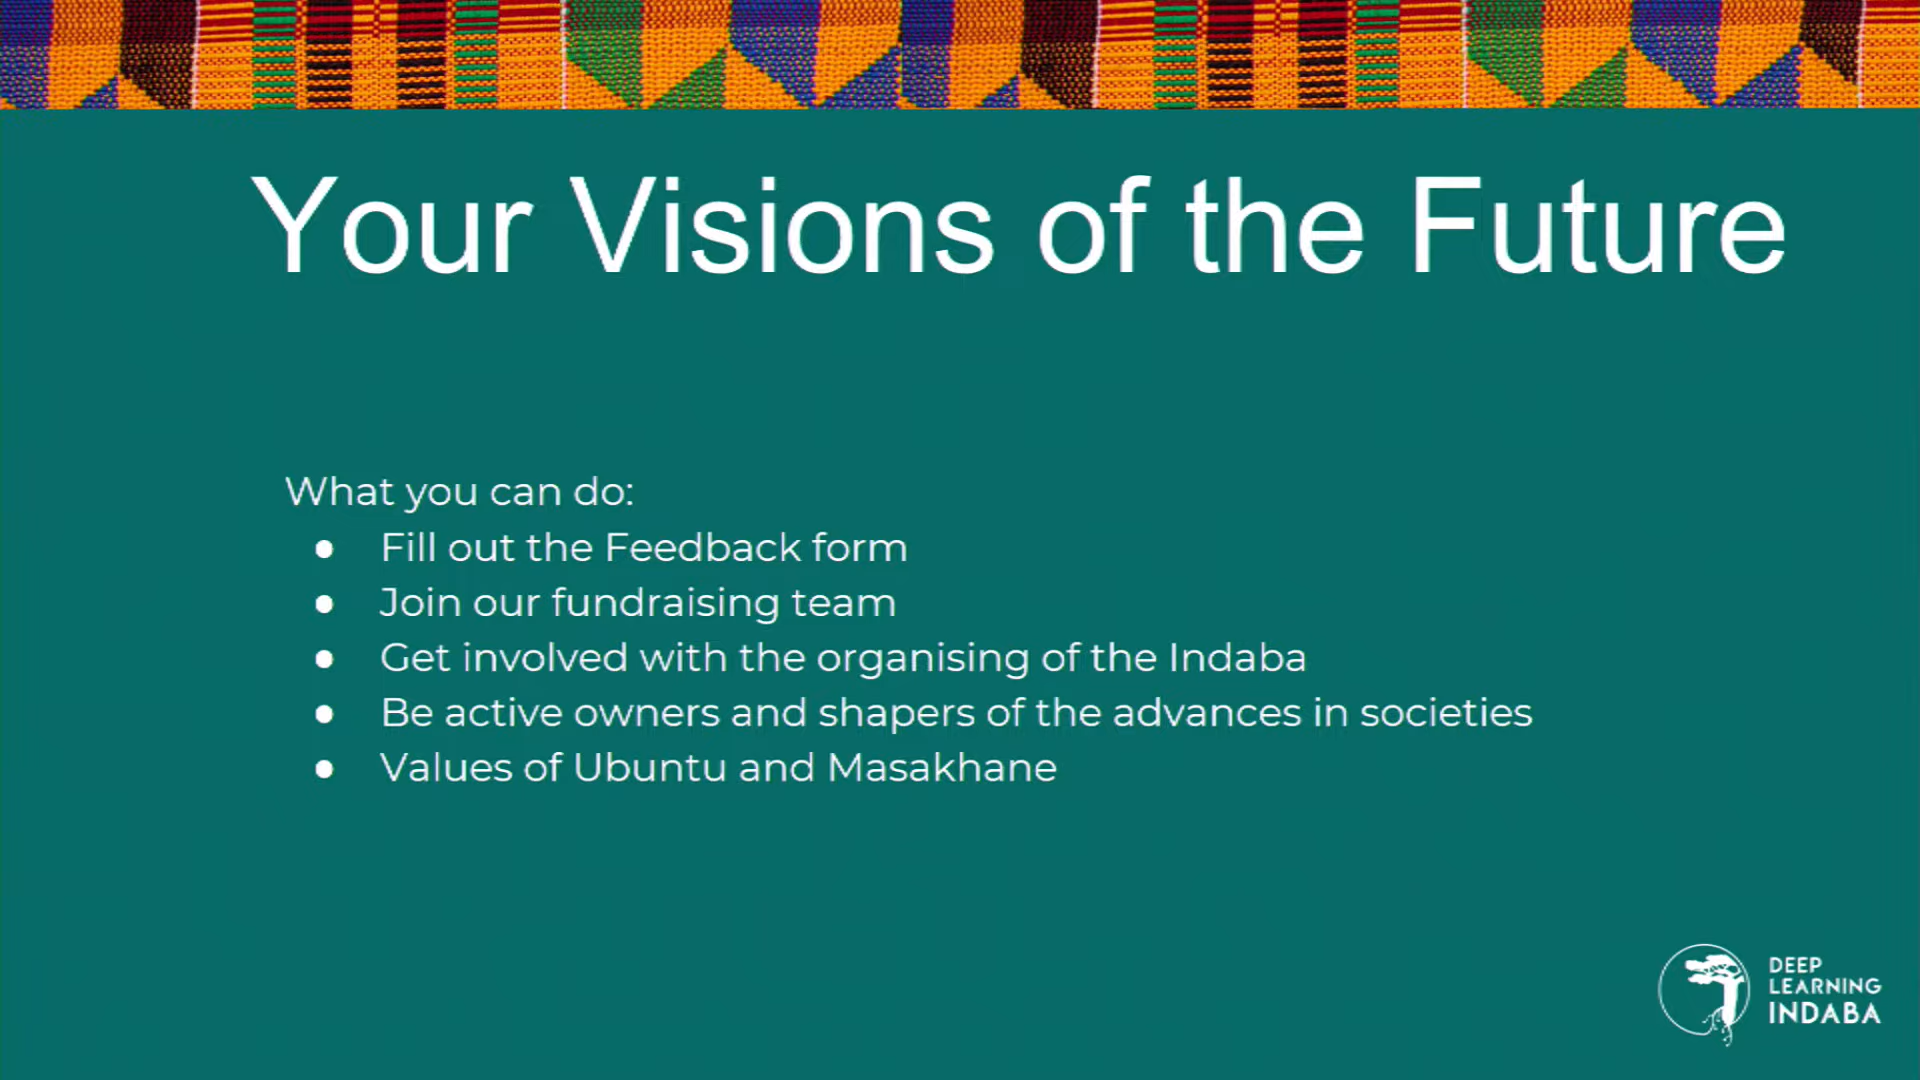 Your Visions of the Future
What you can do:
● Fill out the Feedback form
● Join our fundraising team
● Get involved with the organising of the Indaba
● Be active owners and shapers of the advances in societies
● Values of Ubuntu and Masakhane
DEEP
LEARNING
INDABA